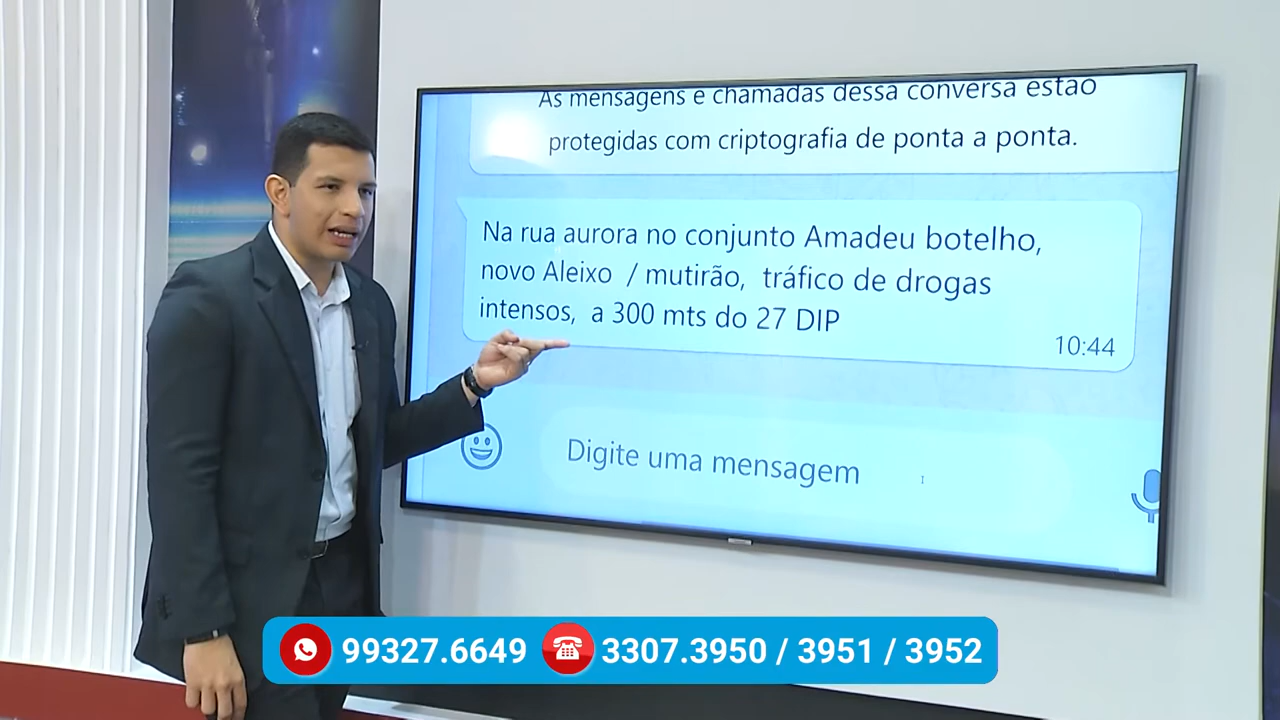 As mensagens e chamadas dessa conversa estão
protegidas com criptografia de ponta a ponta.
Na rua aurora no conjunto Amadeu botelho,
novo Aleixo / mutirão, tráfico de drogas
intensos, a 300 mts do 27 DIP
10:44
Digite uma mensagem
99327.6649 3307.3950 / 3951 / 3952